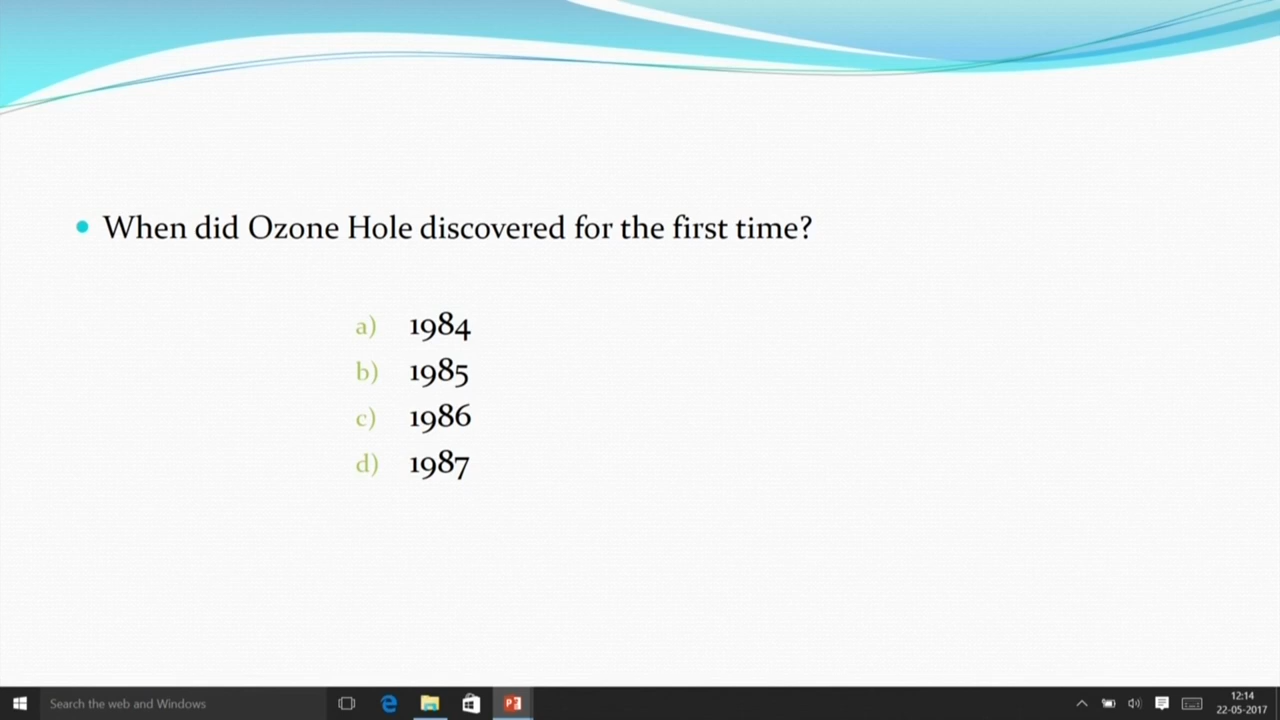 When did Ozone Hole discovered for the first time?
a) 1984
b) 1985
c) 1986
d) 1987
Search the web and Windows
12:14
22-05-2017